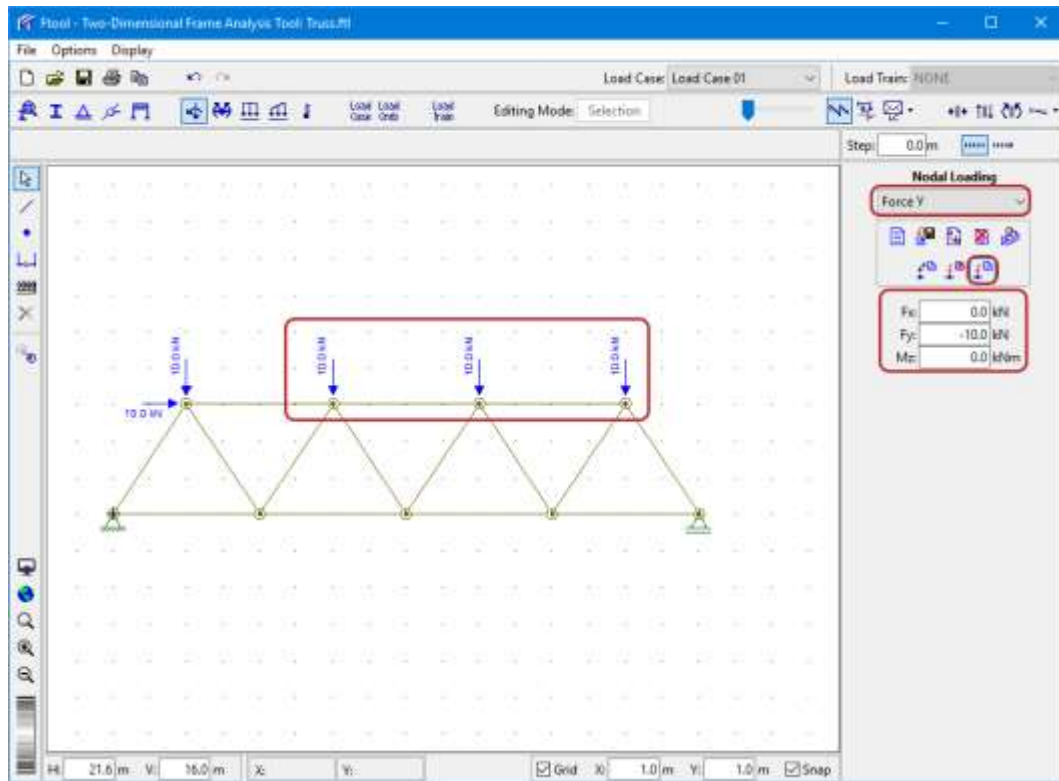 Ftool - Two-Dimensional Frame Analysis Tool: Truss.ftl
File Options Display
Load Case: Load Case 01 Load Train: NONE
Load Case Load Cmb Load Train Editing Mode: Selection
Step: 0.0 m
Nodal Loading
Force Y
Fx: 0.0 kN
Fy: -10.0 kN
Mz: 0.0 kNm
10.0 kN 10.0 kN 10.0 kN 10.0 kN
10.0 kN
H: 21.6 m V: 16.0 m X: Y: Grid X: 1.0 m Y: 1.0 m Snap